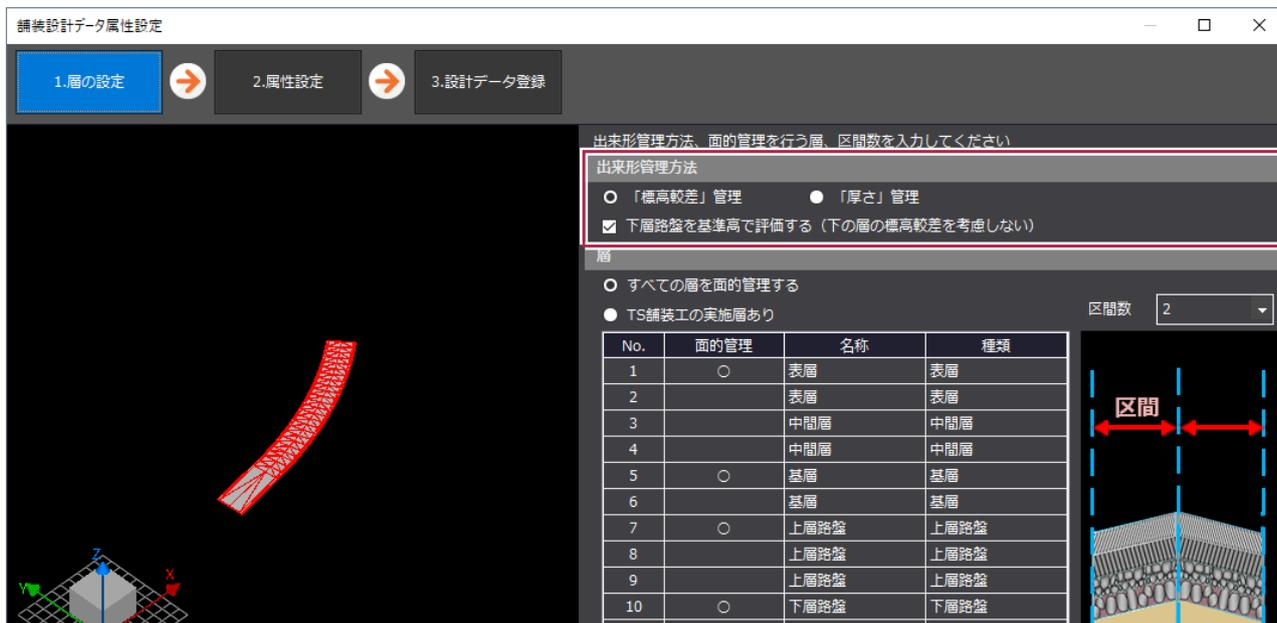 舗装設計データ属性設定
1.層の設定
2.属性設定
3.設計データ登録
出来形管理方法、面的管理を行う層、区間数を入力してください
出来形管理方法
「標高較差」管理 「厚さ」管理
下層路盤を基準高で評価する（下の層の標高較差を考慮しない）
層
すべての層を面的管理する
TS舗装工の実施層あり
区間数 2
No. 面的管理 名称 種類
1 ○ 表層 表層
2 表層 表層
3 中間層 中間層
4 中間層 中間層
5 ○ 基層 基層
6 基層 基層
7 ○ 上層路盤 上層路盤
8 上層路盤 上層路盤
9 上層路盤 上層路盤
10 ○ 下層路盤 下層路盤
区間
Z
Y
X